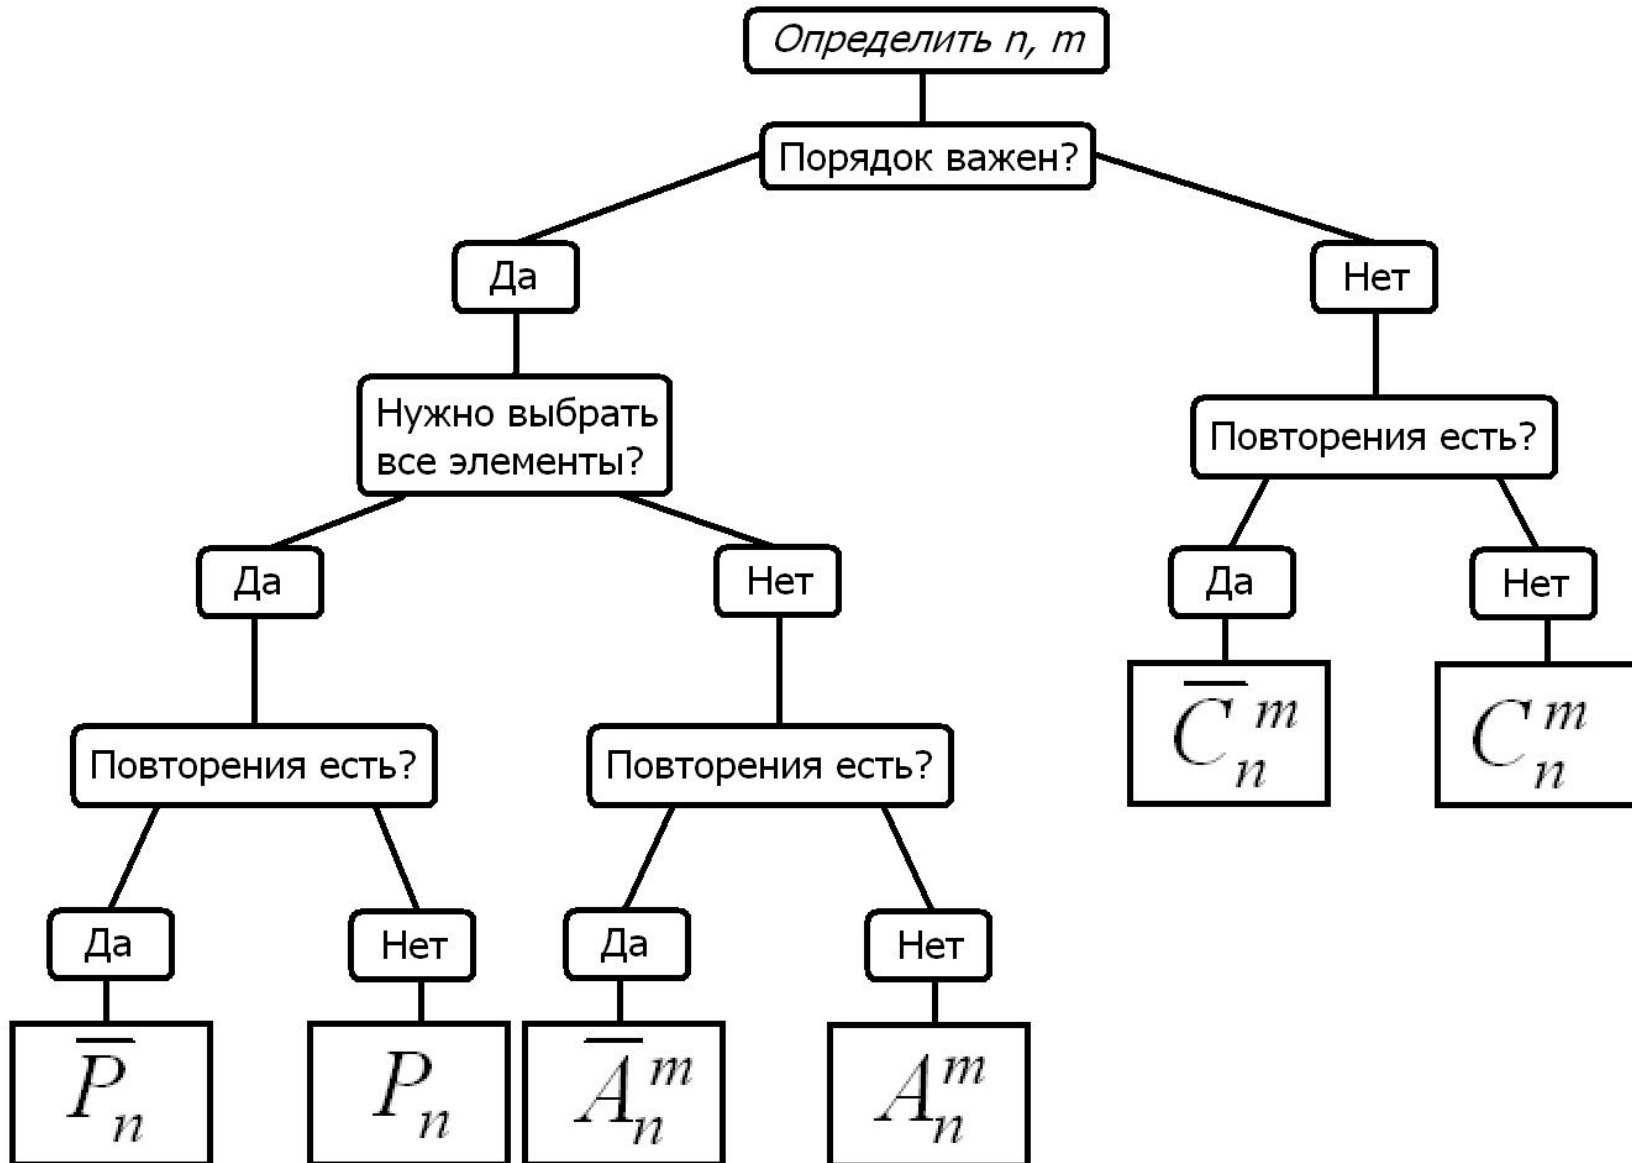 Определить n, m
Порядок важен?
Да
Нет
Нужно выбрать
все элементы?
Повторения есть?
Да
Нет
Да
Нет
C̅ₙᵐ
Cₙᵐ
Повторения есть?
Повторения есть?
Да
Нет
Да
Нет
P̅ₙ
Pₙ
A̅ₙᵐ
Aₙᵐ